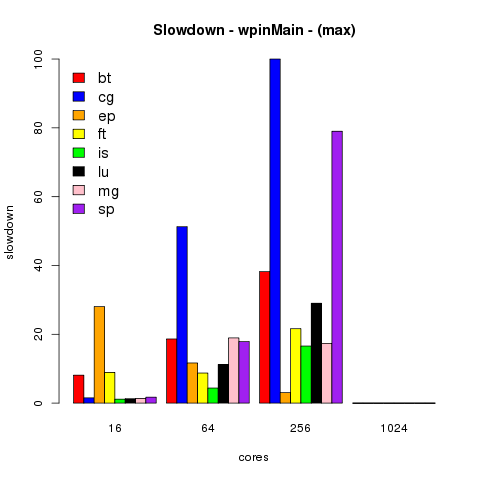 Slowdown - wpinMain - (max)
slowdown
100
80
60
40
20
0
bt
cg
ep
ft
is
lu
mg
sp
16 64 256 1024
cores